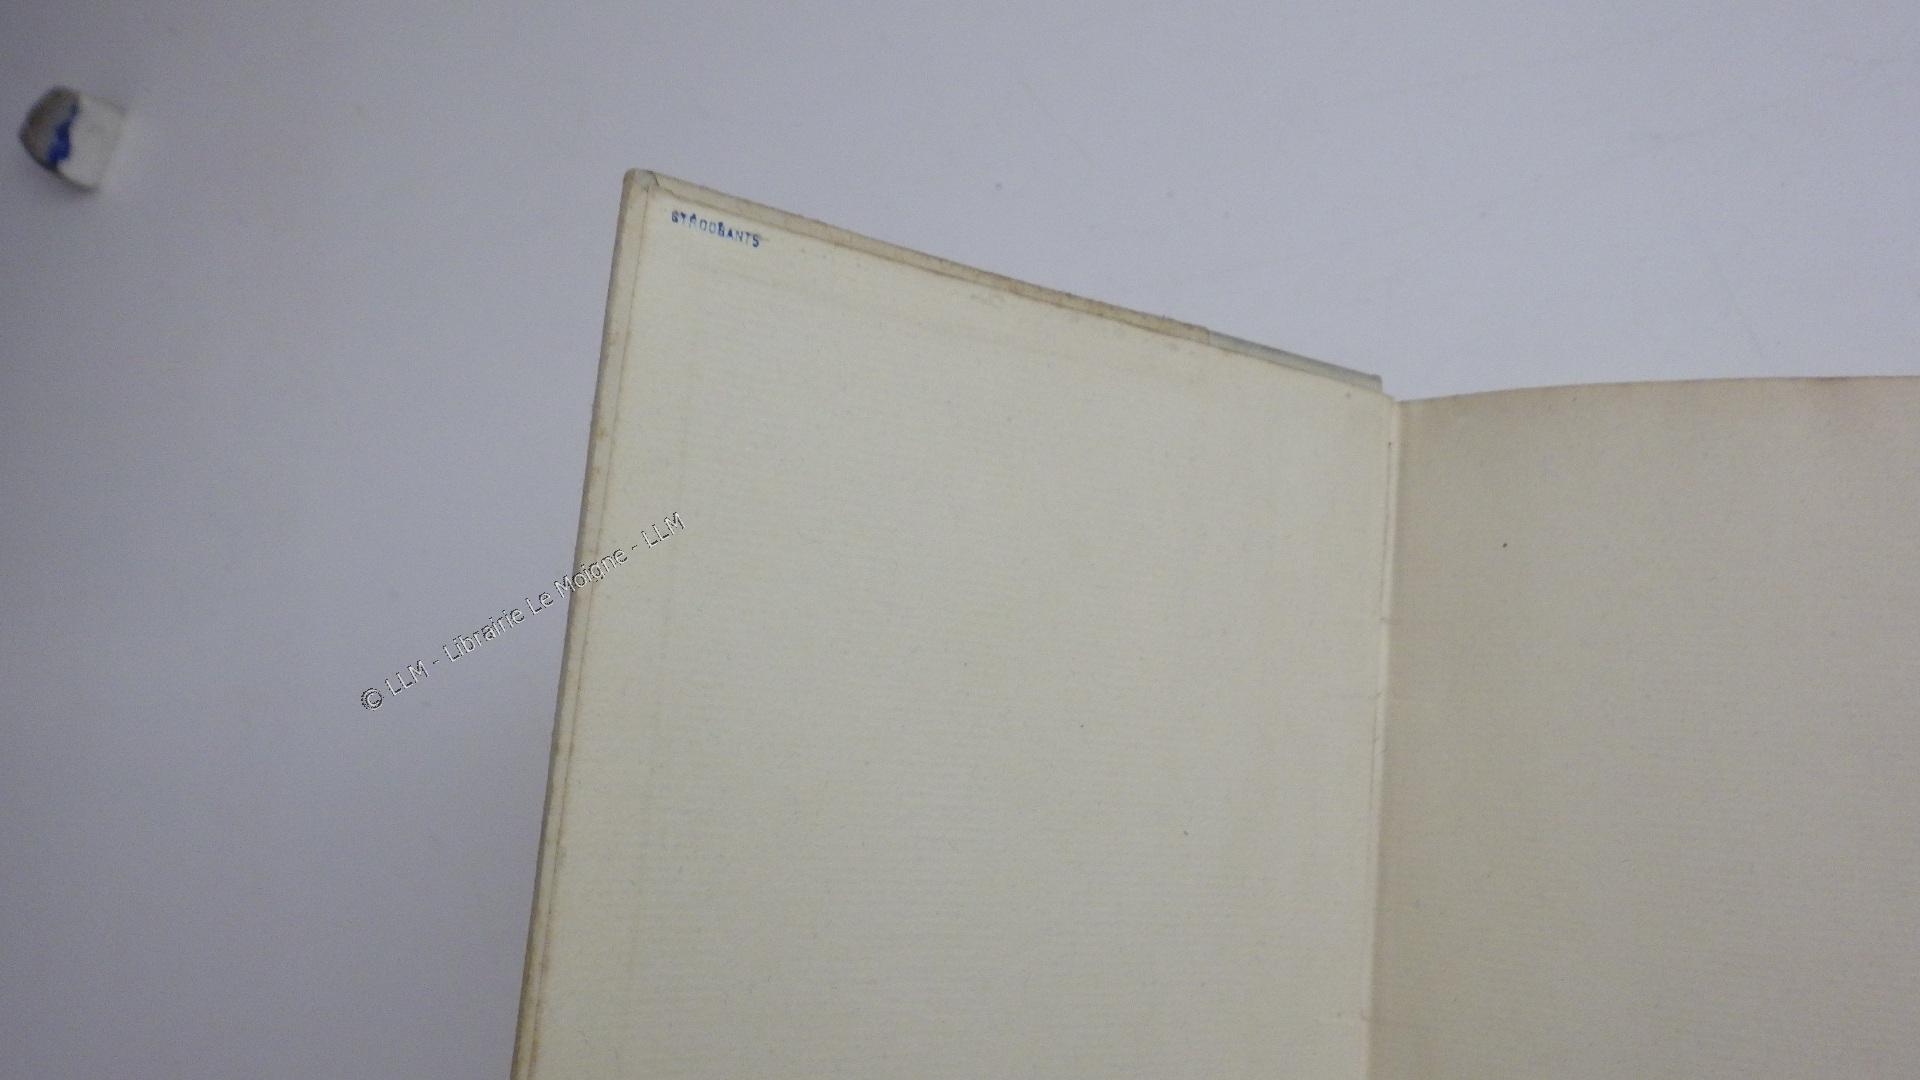 STROOBANTS
© LLM - Librairie Le Moigne - LLM